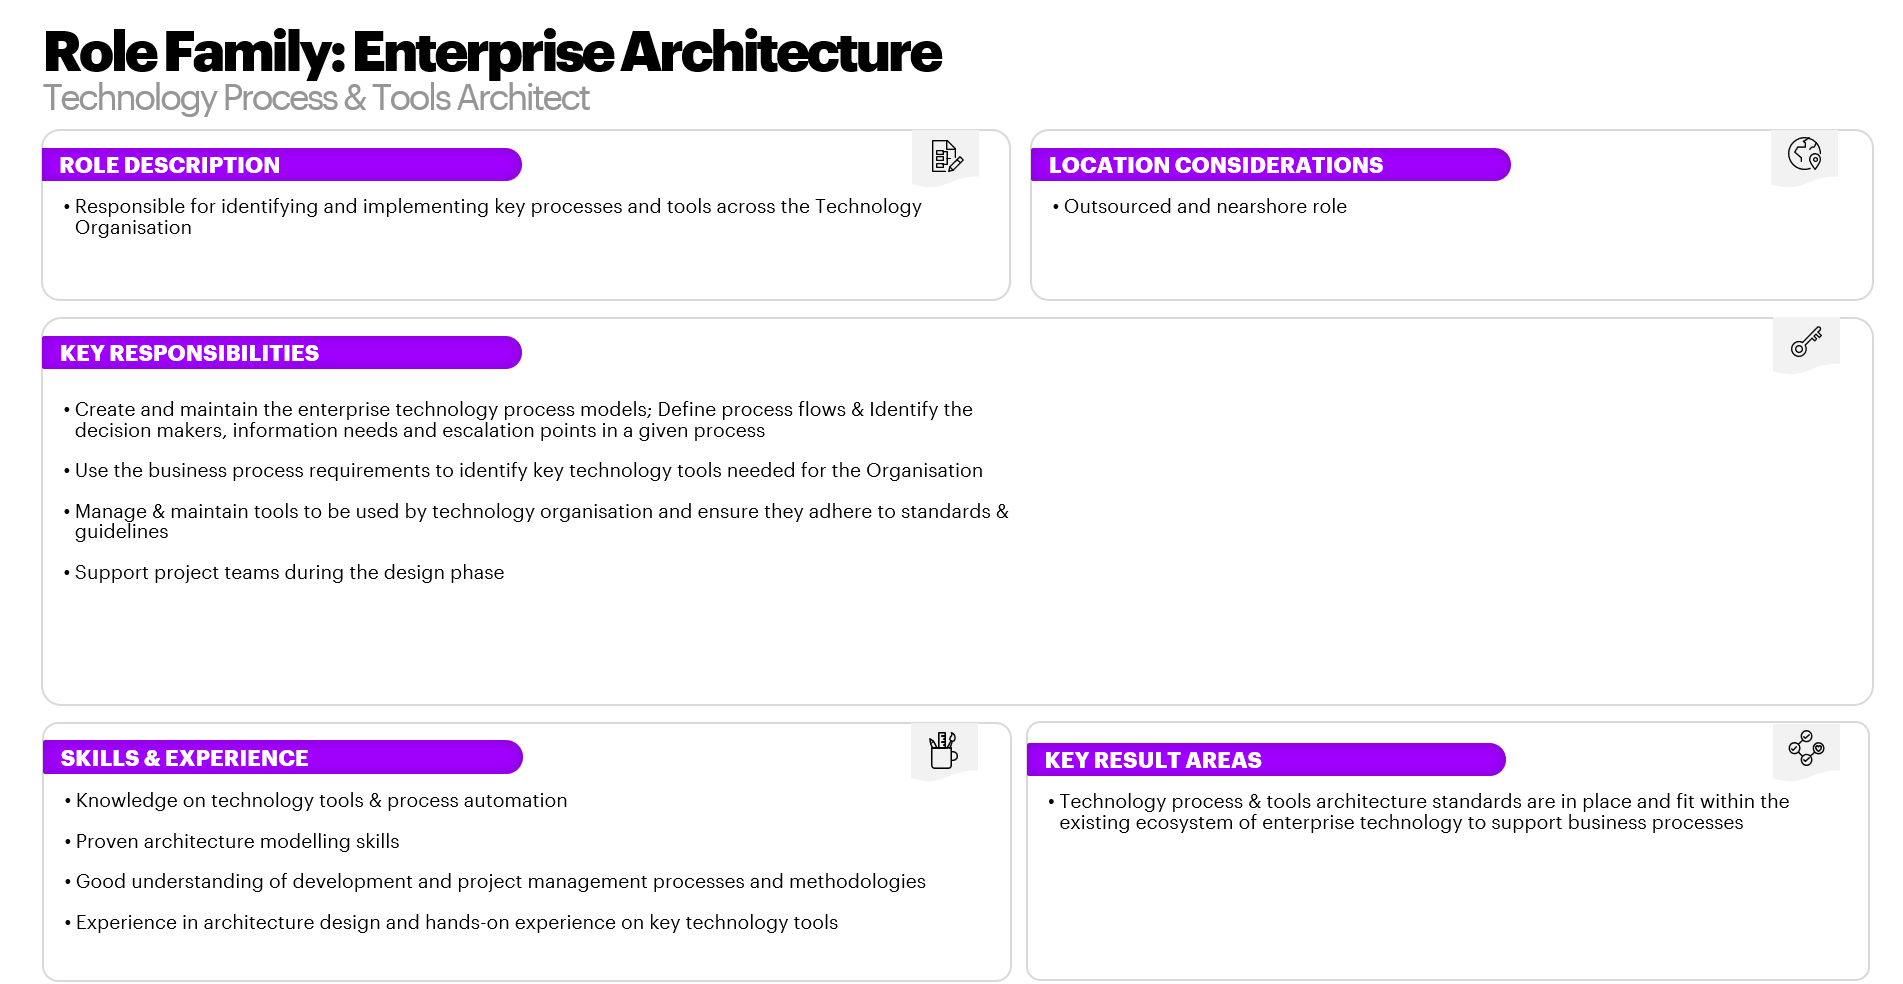 Role Family: Enterprise Architecture
Technology Process & Tools Architect
ROLE DESCRIPTION
• Responsible for identifying and implementing key processes and tools across the Technology
Organisation
LOCATION CONSIDERATIONS
• Outsourced and nearshore role
KEY RESPONSIBILITIES
• Create and maintain the enterprise technology process models; Define process flows & Identify the
decision makers, information needs and escalation points in a given process
• Use the business process requirements to identify key technology tools needed for the Organisation
• Manage & maintain tools to be used by technology organisation and ensure they adhere to standards &
guidelines
• Support project teams during the design phase
SKILLS & EXPERIENCE
• Knowledge on technology tools & process automation
• Proven architecture modelling skills
• Good understanding of development and project management processes and methodologies
• Experience in architecture design and hands-on experience on key technology tools
KEY RESULT AREAS
• Technology process & tools architecture standards are in place and fit within the
existing ecosystem of enterprise technology to support business processes